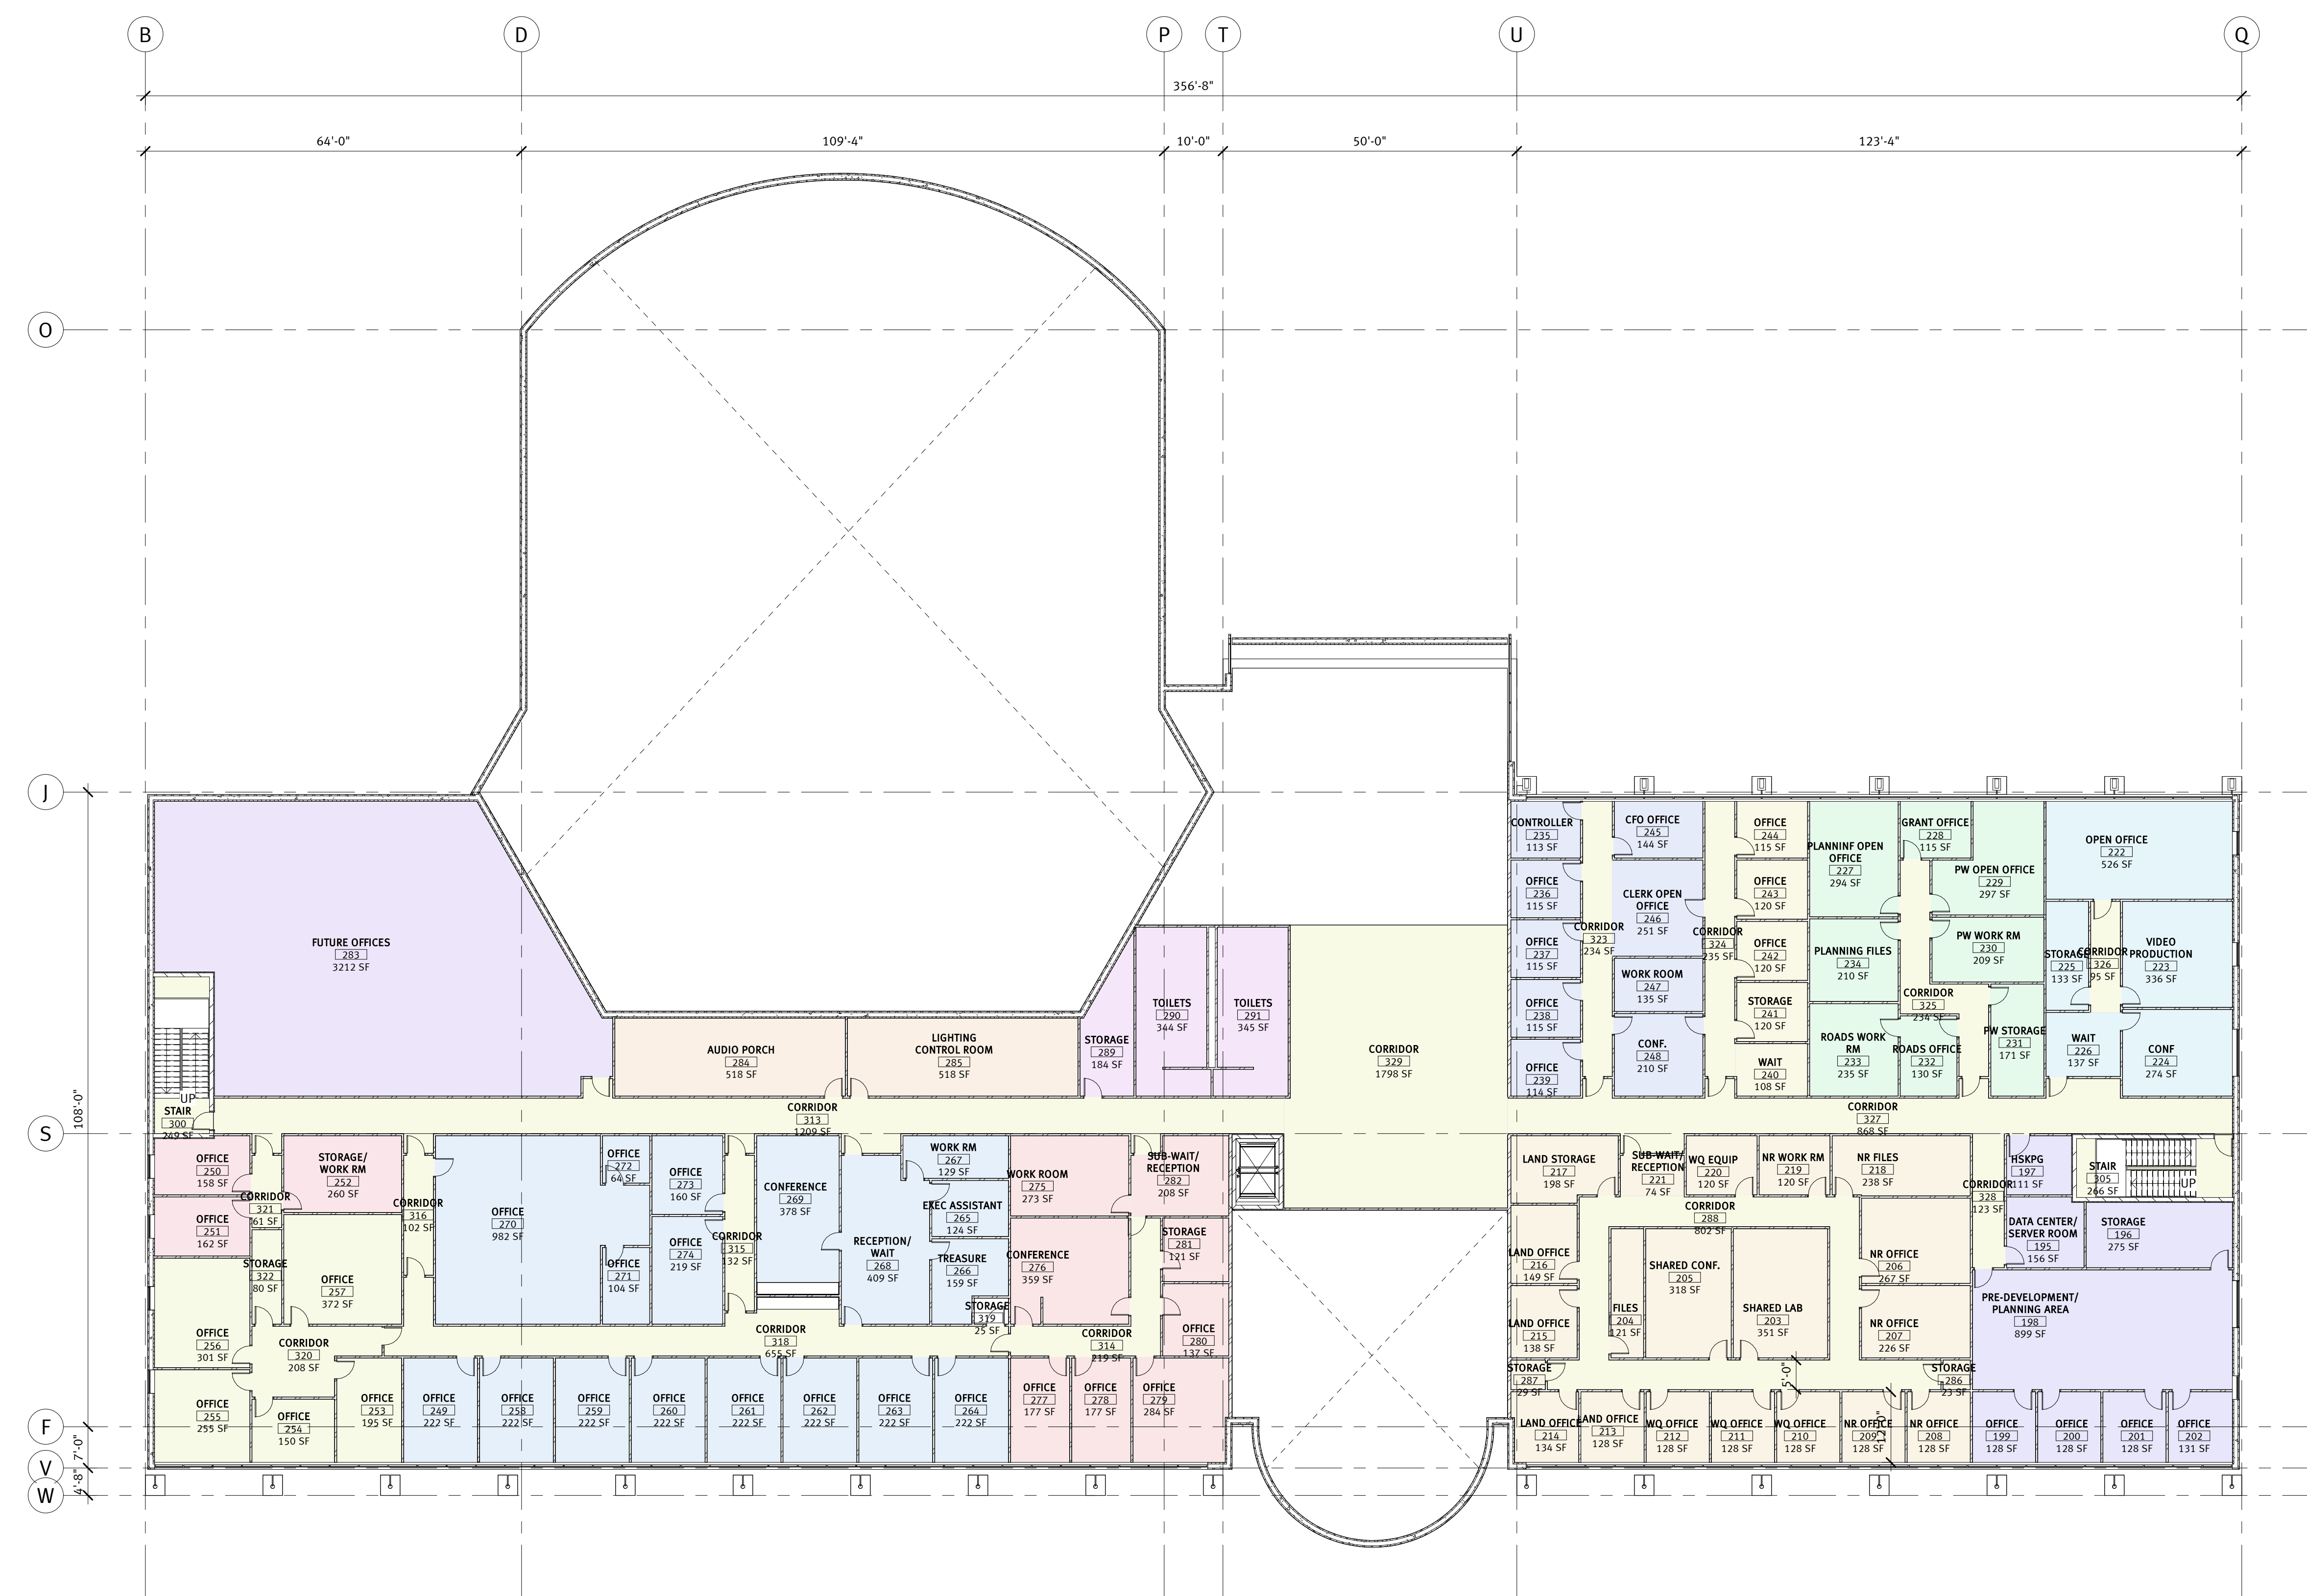 B
D
P
T
U
Q
356'-8"
64'-0"
109'-4"
10'-0"
50'-0"
123'-4"
O
J
S
F
V
W
108'-0"
7'-0"
4'-8"
FUTURE OFFICES
283
3212 SF
UP
STAIR
300
249 SF
AUDIO PORCH
284
518 SF
LIGHTING
CONTROL ROOM
285
518 SF
STORAGE
289
184 SF
TOILETS
290
344 SF
TOILETS
291
345 SF
CORRIDOR
329
1798 SF
CORRIDOR
313
1209 SF
OFFICE
250
158 SF
OFFICE
251
162 SF
CORRIDOR
321
61 SF
STORAGE/
WORK RM
252
260 SF
CORRIDOR
316
102 SF
STORAGE
322
80 SF
OFFICE
257
372 SF
OFFICE
256
301 SF
CORRIDOR
320
208 SF
OFFICE
255
255 SF
OFFICE
254
150 SF
OFFICE
253
195 SF
OFFICE
270
982 SF
OFFICE
272
64 SF
OFFICE
271
104 SF
OFFICE
273
160 SF
OFFICE
274
219 SF
CORRIDOR
315
132 SF
CONFERENCE
269
378 SF
RECEPTION/
WAIT
268
409 SF
WORK RM
267
129 SF
EXEC ASSISTANT
265
124 SF
TREASURE
266
159 SF
STORAGE
319
25 SF
CORRIDOR
318
655 SF
WORK ROOM
275
273 SF
CONFERENCE
276
359 SF
SUB-WAIT/
RECEPTION
282
208 SF
STORAGE
281
121 SF
OFFICE
280
137 SF
CORRIDOR
314
219 SF
OFFICE
249
222 SF
OFFICE
258
222 SF
OFFICE
259
222 SF
OFFICE
260
222 SF
OFFICE
261
222 SF
OFFICE
262
222 SF
OFFICE
263
222 SF
OFFICE
264
222 SF
OFFICE
277
177 SF
OFFICE
278
177 SF
OFFICE
279
284 SF
CONTROLLER
235
113 SF
OFFICE
236
115 SF
OFFICE
237
115 SF
OFFICE
238
115 SF
OFFICE
239
114 SF
CORRIDOR
323
234 SF
CFO OFFICE
245
144 SF
CLERK OPEN
OFFICE
246
251 SF
WORK ROOM
247
135 SF
CONF.
248
210 SF
CORRIDOR
324
235 SF
OFFICE
244
115 SF
OFFICE
243
120 SF
OFFICE
242
120 SF
STORAGE
241
120 SF
WAIT
240
108 SF
PLANNINF OPEN
OFFICE
227
294 SF
PLANNING FILES
234
210 SF
ROADS WORK
RM
233
235 SF
GRANT OFFICE
228
115 SF
PW OPEN OFFICE
229
297 SF
PW WORK RM
230
209 SF
CORRIDOR
325
234 SF
ROADS OFFICE
232
130 SF
PW STORAGE
231
171 SF
OPEN OFFICE
222
526 SF
STORAGE
225
133 SF
CORRIDOR
326
95 SF
VIDEO
PRODUCTION
223
336 SF
WAIT
226
137 SF
CONF
224
274 SF
CORRIDOR
327
868 SF
LAND STORAGE
217
198 SF
SUB-WAIT/
RECEPTION
221
74 SF
WQ EQUIP
220
120 SF
NR WORK RM
219
120 SF
NR FILES
218
238 SF
CORRIDOR
328
123 SF
HSKPG
197
111 SF
STAIR
305
266 SF
UP
CORRIDOR
288
802 SF
LAND OFFICE
216
149 SF
LAND OFFICE
215
138 SF
FILES
204
121 SF
SHARED CONF.
205
318 SF
SHARED LAB
203
351 SF
NR OFFICE
206
267 SF
NR OFFICE
207
226 SF
DATA CENTER/
SERVER ROOM
195
156 SF
STORAGE
196
275 SF
PRE-DEVELOPMENT/
PLANNING AREA
198
899 SF
STORAGE
287
29 SF
5'-0"
STORAGE
286
23 SF
LAND OFFICE
214
134 SF
LAND OFFICE
213
128 SF
WQ OFFICE
212
128 SF
WQ OFFICE
211
128 SF
WQ OFFICE
210
128 SF
NR OFFICE
209
128 SF
12'-0"
NR OFFICE
208
128 SF
OFFICE
199
128 SF
OFFICE
200
128 SF
OFFICE
201
128 SF
OFFICE
202
131 SF